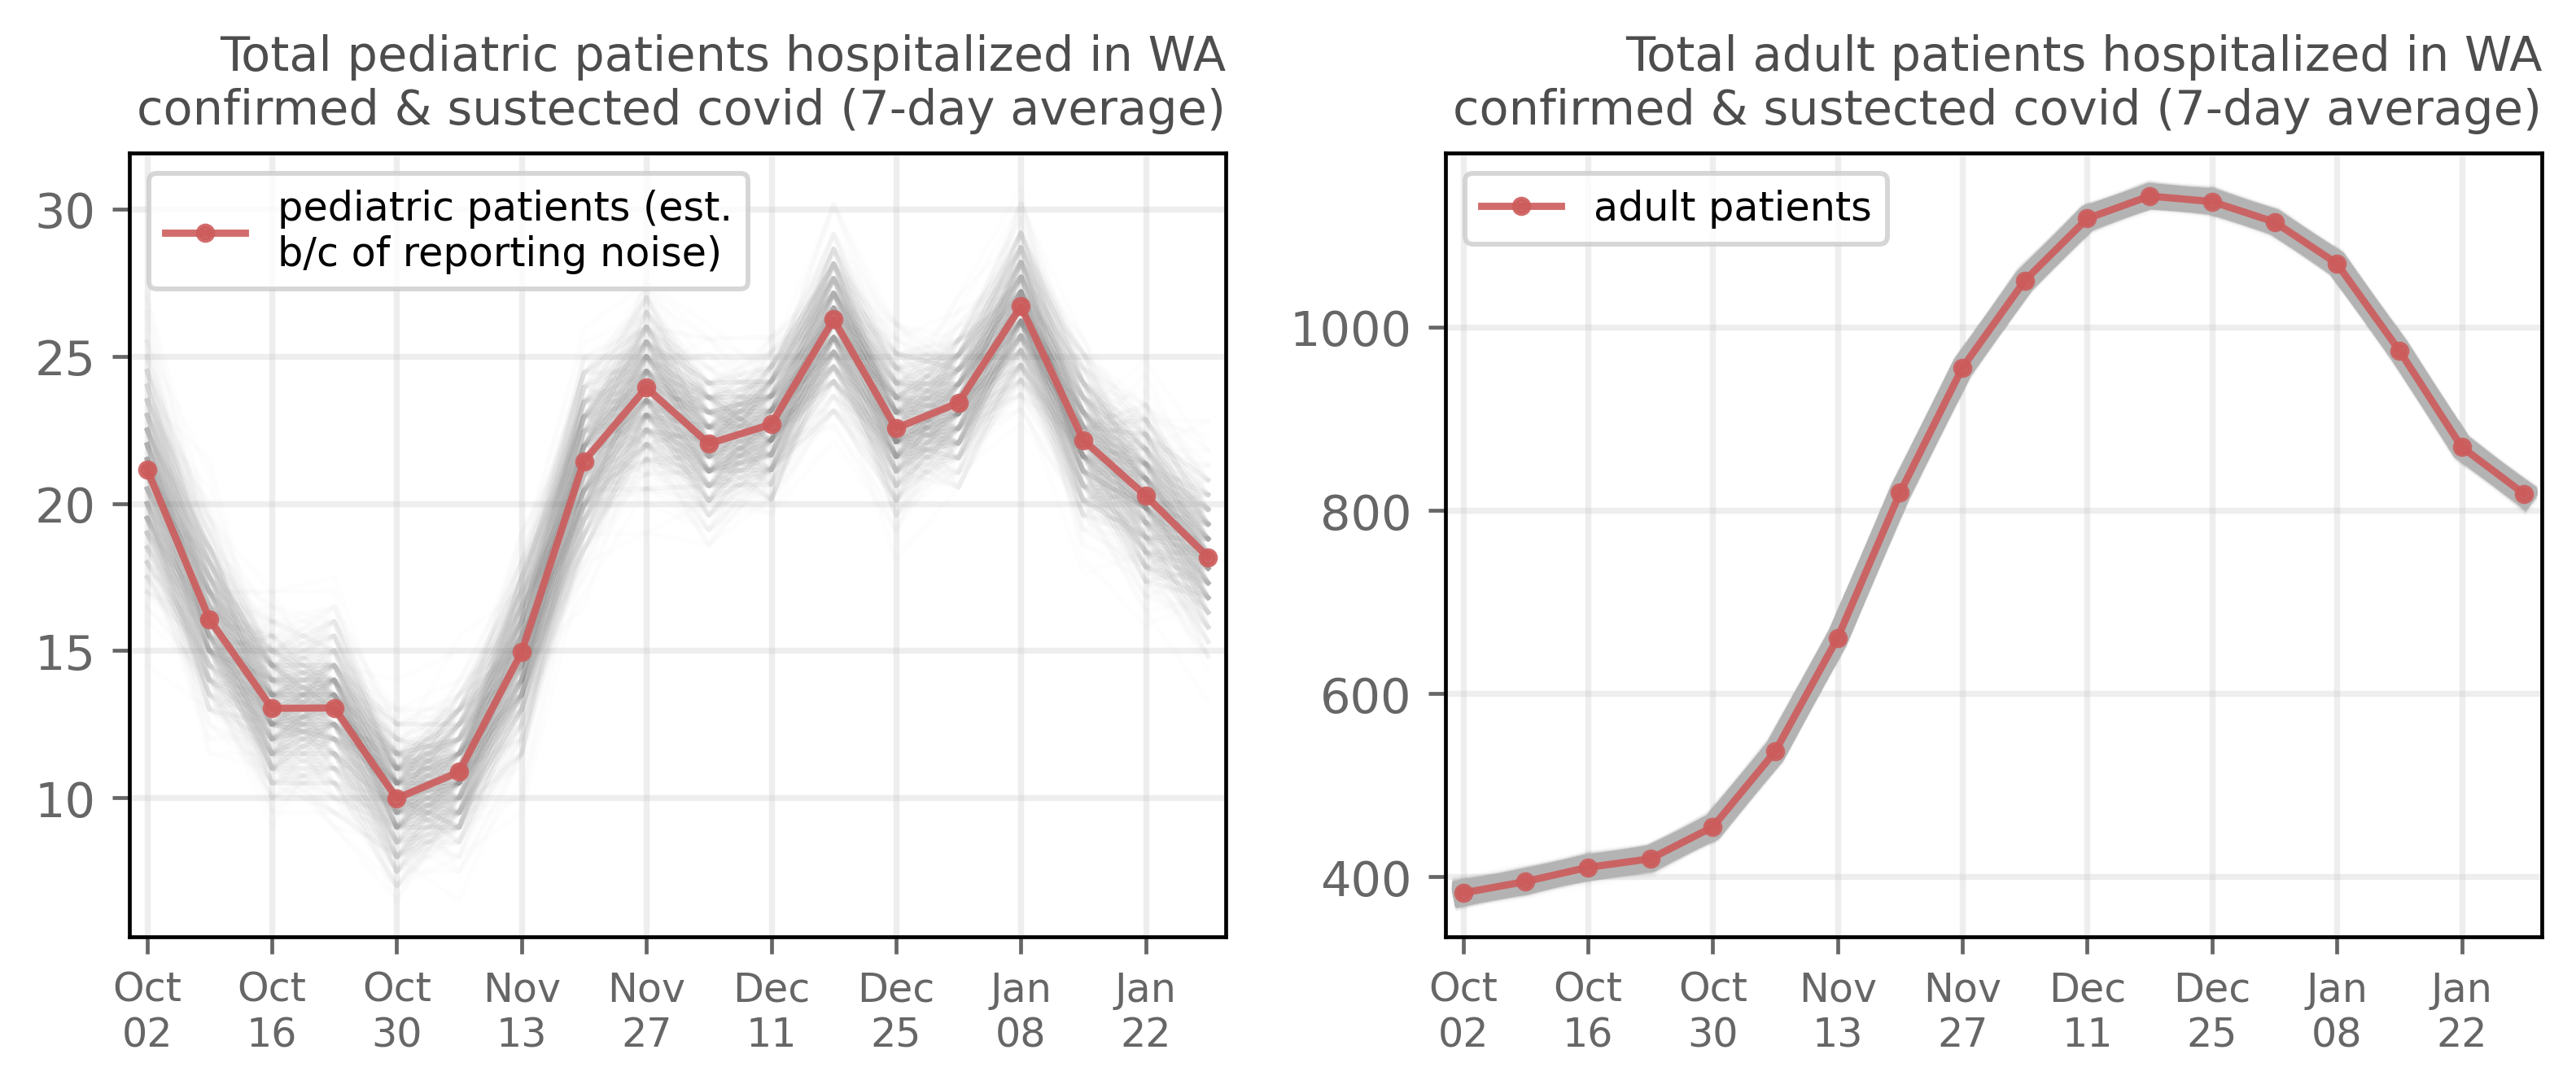 Total pediatric patients hospitalized in WA
confirmed & sustected covid (7-day average)
pediatric patients (est.
b/c of reporting noise)
30
25
20
15
10
Oct Oct Oct Nov Nov Dec Dec Jan Jan
02 16 30 13 27 11 25 08 22
Total adult patients hospitalized in WA
confirmed & sustected covid (7-day average)
adult patients
1000
800
600
400
Oct Oct Oct Nov Nov Dec Dec Jan Jan
02 16 30 13 27 11 25 08 22